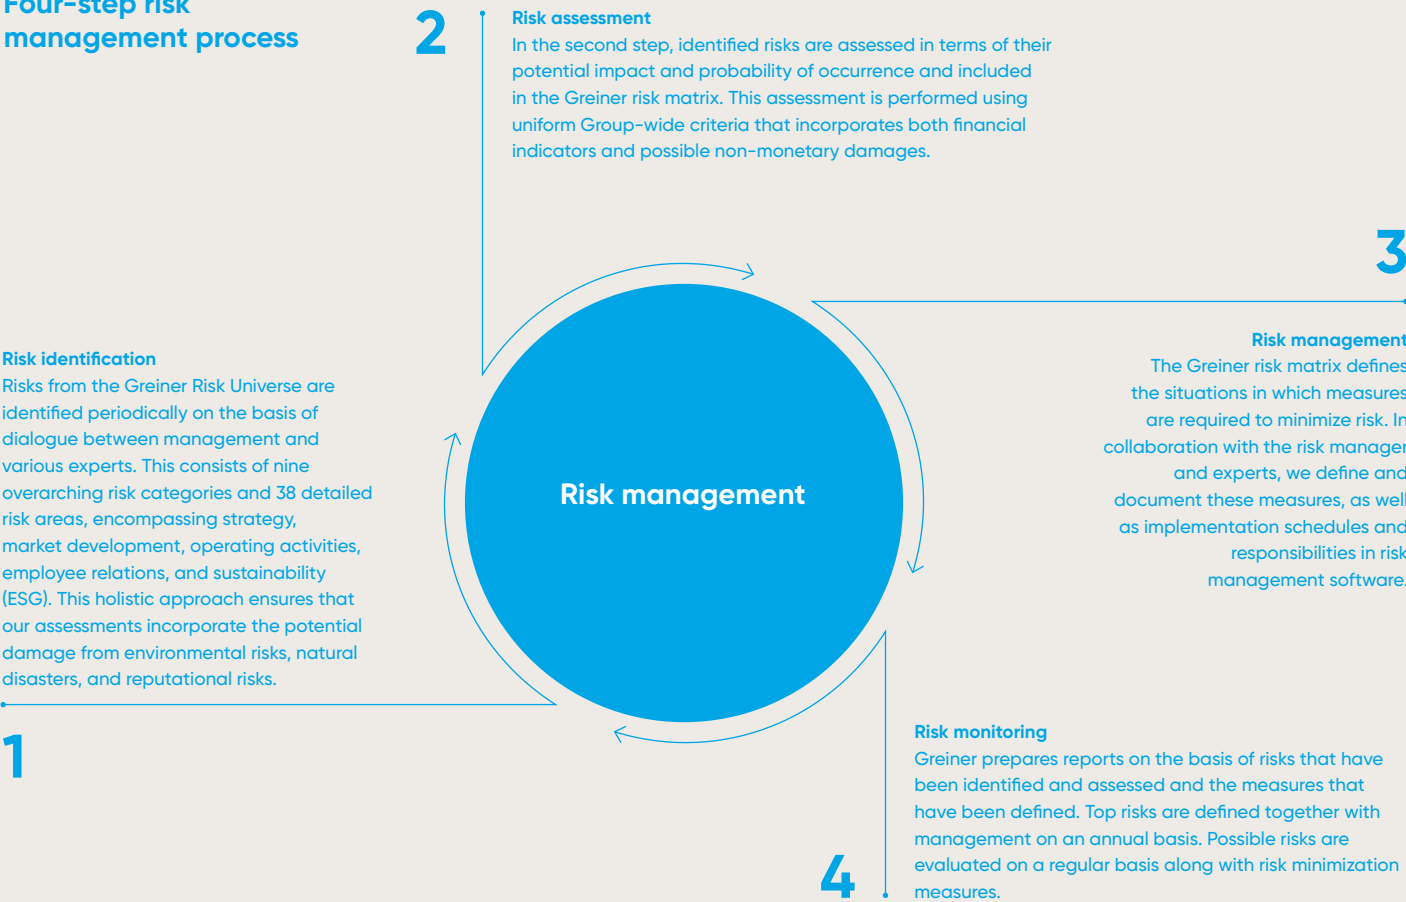 Four-step risk
management process
2
Risk assessment
In the second step, identified risks are assessed in terms of their
potential impact and probability of occurrence and included
in the Greiner risk matrix. This assessment is performed using
uniform Group-wide criteria that incorporates both financial
indicators and possible non-monetary damages.
3
Risk management
The Greiner risk matrix defines
the situations in which measures
are required to minimize risk. In
collaboration with the risk manager
and experts, we define and
document these measures, as well
as implementation schedules and
responsibilities in risk
management software.
Risk identification
Risks from the Greiner Risk Universe are
identified periodically on the basis of
dialogue between management and
various experts. This consists of nine
overarching risk categories and 38 detailed
risk areas, encompassing strategy,
market development, operating activities,
employee relations, and sustainability
(ESG). This holistic approach ensures that
our assessments incorporate the potential
damage from environmental risks, natural
disasters, and reputational risks.
1
Risk management
Risk monitoring
Greiner prepares reports on the basis of risks that have
been identified and assessed and the measures that
have been defined. Top risks are defined together with
management on an annual basis. Possible risks are
evaluated on a regular basis along with risk minimization
measures.
4